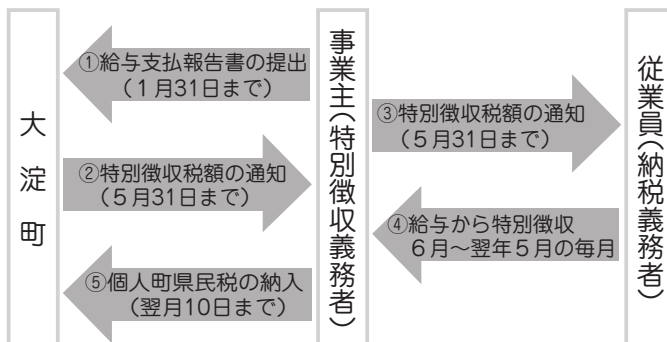 大淀町
①給与支払報告書の提出
（１月31日まで）
②特別徴収税額の通知
（５月31日まで）
⑤個人町県民税の納入
（翌月10日まで）
事業主（特別徴収義務者）
③特別徴収税額の通知
（５月31日まで）
④給与から特別徴収
６月～翌年５月の毎月
従業員（納税義務者）